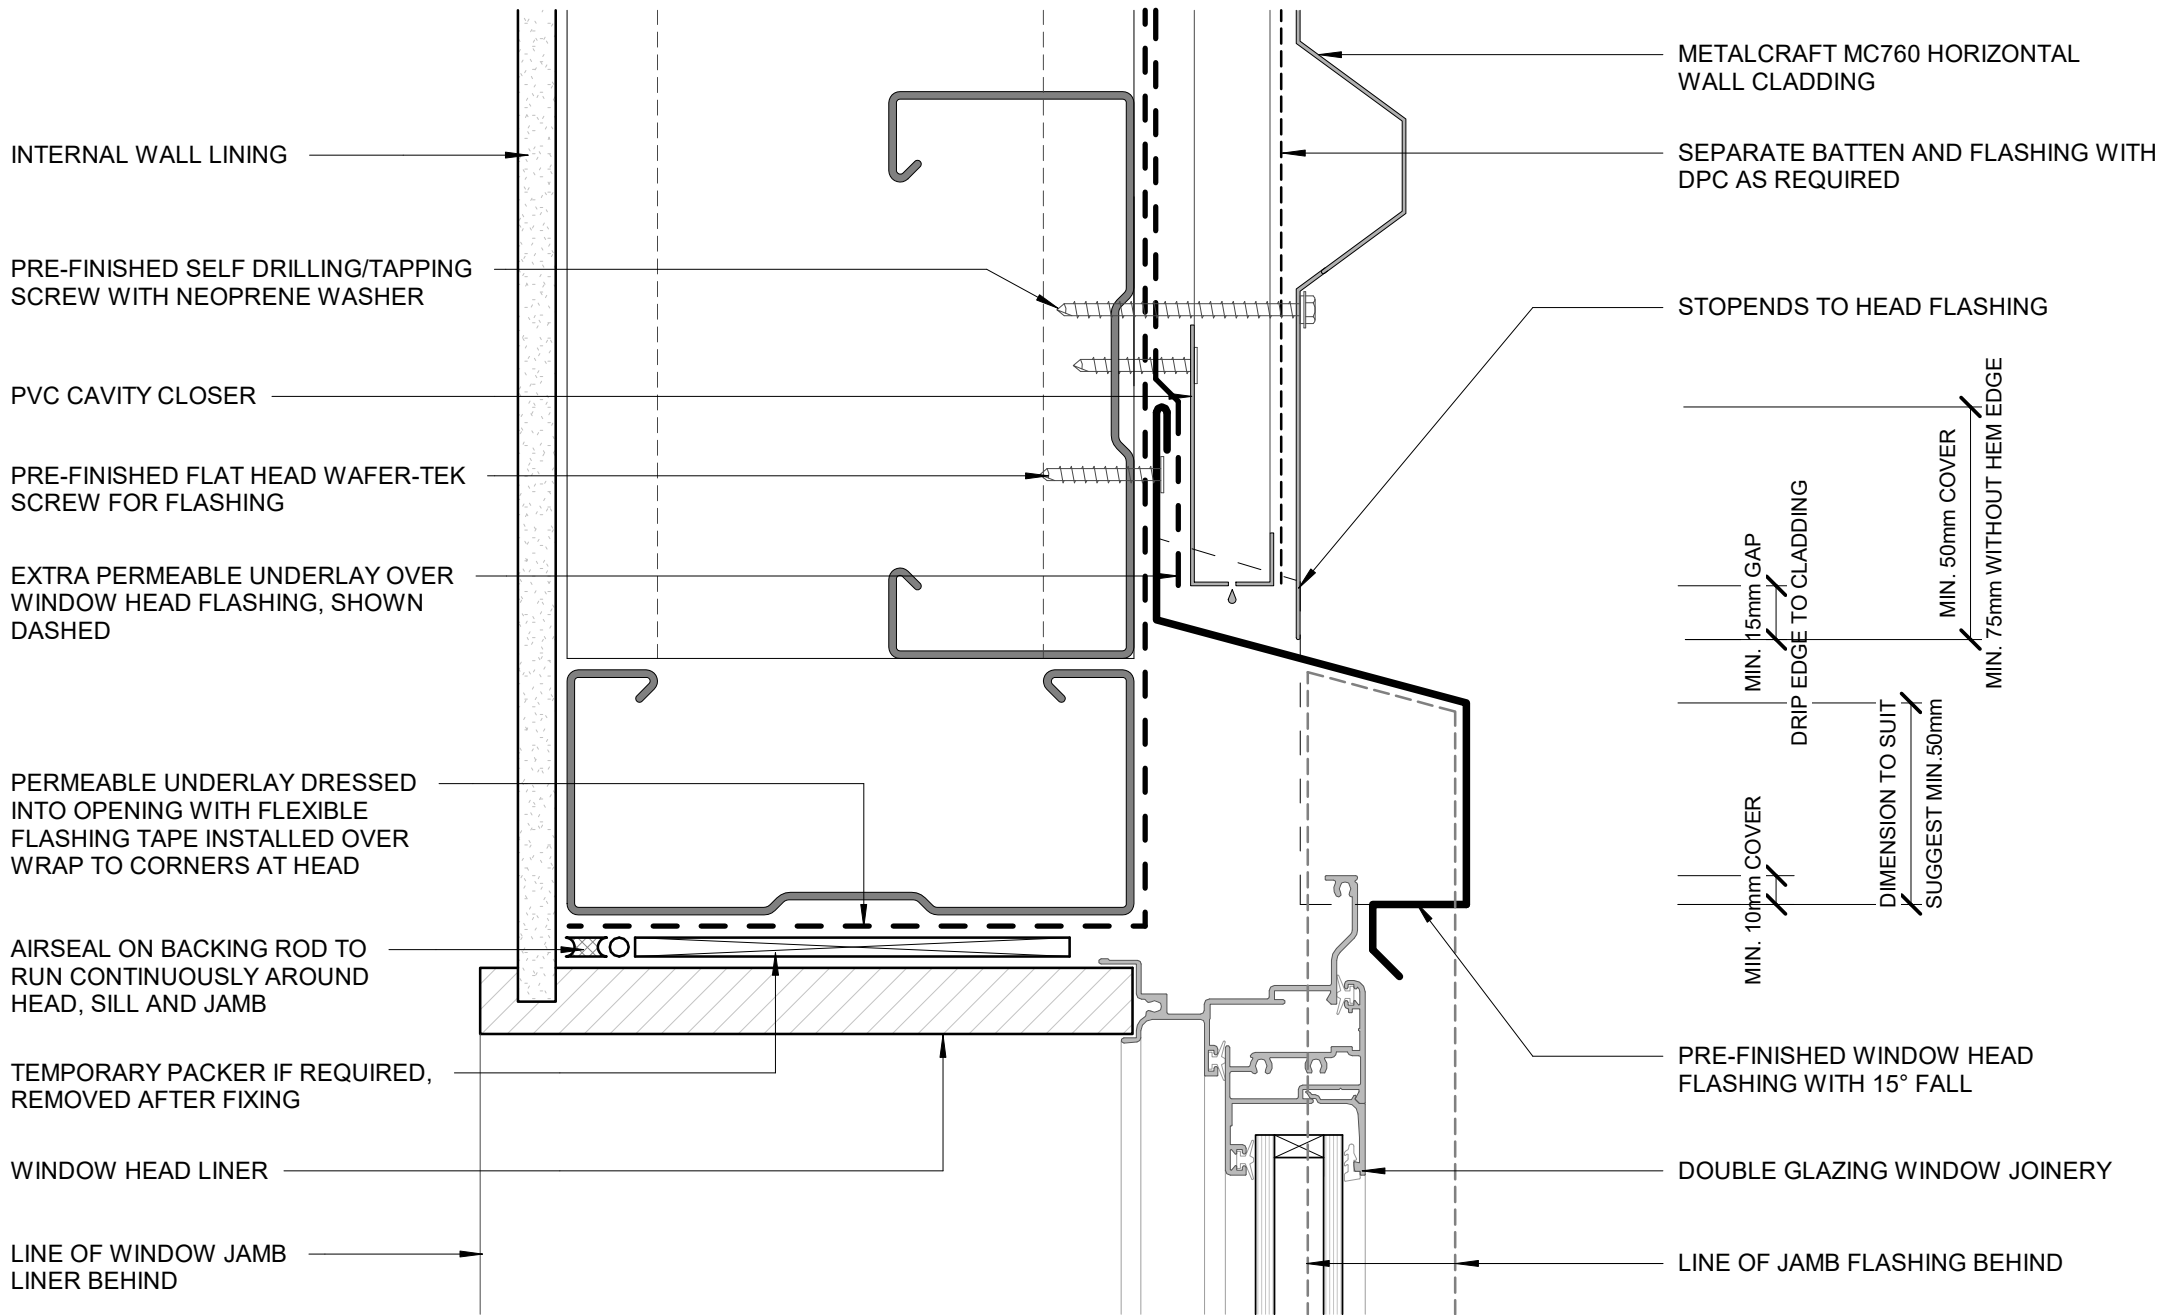 INTERNAL WALL LINING
PRE-FINISHED SELF DRILLING/TAPPING
SCREW WITH NEOPRENE WASHER
PVC CAVITY CLOSER
PRE-FINISHED FLAT HEAD WAFER-TEK
SCREW FOR FLASHING
EXTRA PERMEABLE UNDERLAY OVER
WINDOW HEAD FLASHING, SHOWN
DASHED
PERMEABLE UNDERLAY DRESSED
INTO OPENING WITH FLEXIBLE
FLASHING TAPE INSTALLED OVER
WRAP TO CORNERS AT HEAD
AIRSEAL ON BACKING ROD TO
RUN CONTINUOUSLY AROUND
HEAD, SILL AND JAMB
TEMPORARY PACKER IF REQUIRED,
REMOVED AFTER FIXING
WINDOW HEAD LINER
LINE OF WINDOW JAMB
LINER BEHIND
METALCRAFT MC760 HORIZONTAL
WALL CLADDING
SEPARATE BATTEN AND FLASHING WITH
DPC AS REQUIRED
STOPENDS TO HEAD FLASHING
MIN. 15mm GAP
DRIP EDGE TO CLADDING
MIN. 50mm COVER
MIN. 75mm WITHOUT HEM EDGE
MIN. 10mm COVER
DIMENSION TO SUIT
SUGGEST MIN.50mm
PRE-FINISHED WINDOW HEAD
FLASHING WITH 15° FALL
DOUBLE GLAZING WINDOW JOINERY
LINE OF JAMB FLASHING BEHIND